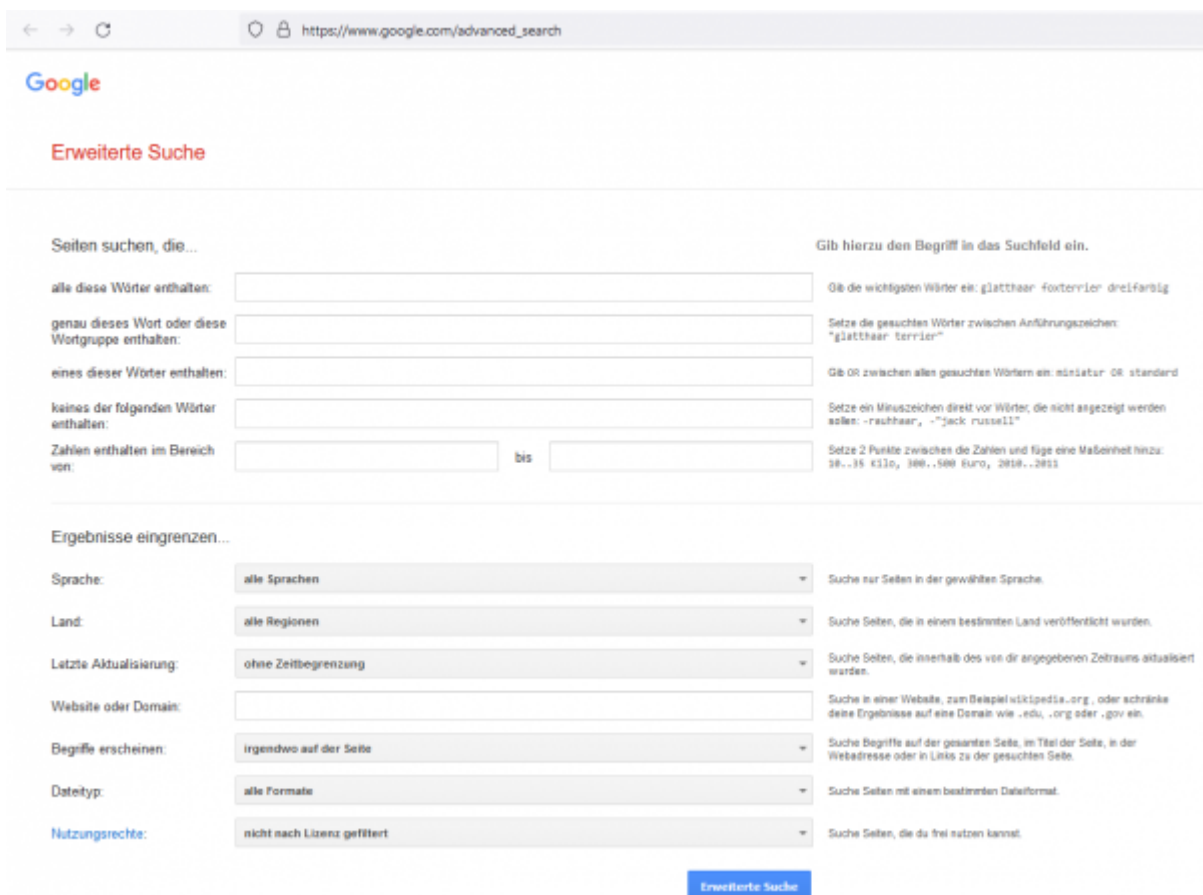 https://www.google.com/advanced_search
Google
Erweiterte Suche
Seiten suchen, die...
Gib hierzu den Begriff in das Suchfeld ein.
alle diese Wörter enthalten:
Gib die wichtigsten Wörter ein: glatthaar foxterrier dreifarbig
genau dieses Wort oder diese
Wortgruppe enthalten:
Setze die gesuchten Wörter zwischen Anführungszeichen:
"glatthaar terrier"
eines dieser Wörter enthalten:
Gib OR zwischen allen gesuchten Wörtern ein: miniatur OR standard
keines der folgenden Wörter
enthalten:
Setze ein Minuszeichen direkt vor Wörter, die nicht angezeigt werden
sollen: -rauhhaar, -"jack russell"
Zahlen enthalten im Bereich
von:
bis
Setze 2 Punkte zwischen die Zahlen und füge eine Maßeinheit hinzu:
10..35 Kilo, 300..500 Euro, 2010..2011
Ergebnisse eingrenzen...
Sprache:
alle Sprachen
Suche nur Seiten in der gewählten Sprache.
Land:
alle Regionen
Suche Seiten, die in einem bestimmten Land veröffentlicht wurden.
Letzte Aktualisierung:
ohne Zeitbegrenzung
Suche Seiten, die innerhalb des von dir angegebenen Zeitraums aktualisiert
wurden.
Website oder Domain:
Suche in einer Website, zum Beispiel wikipedia.org , oder schränke
deine Ergebnisse auf eine Domain wie .edu, .org oder .gov ein.
Begriffe erscheinen:
irgendwo auf der Seite
Suche Begriffe auf der gesamten Seite, im Titel der Seite, in der
Webadresse oder in Links zu der gesuchten Seite.
Dateityp:
alle Formate
Suche Seiten mit einem bestimmten Dateiformat.
Nutzungsrechte:
nicht nach Lizenz gefiltert
Suche Seiten, die du frei nutzen kannst.
Erweiterte Suche